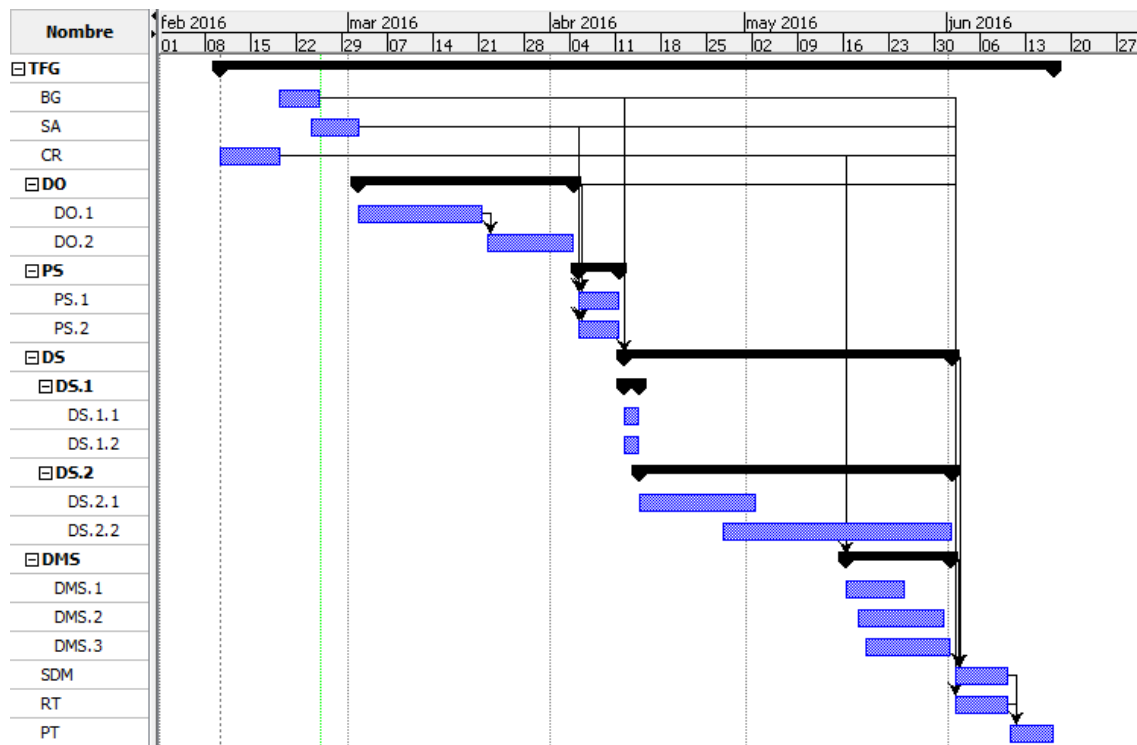 Nombre
feb 2016 mar 2016 abr 2016 may 2016 jun 2016
01 08 15 22 29 07 14 21 28 04 11 18 25 02 09 16 23 30 06 13 20 27
TFG
BG
SA
CR
DO
DO.1
DO.2
PS
PS.1
PS.2
DS
DS.1
DS.1.1
DS.1.2
DS.2
DS.2.1
DS.2.2
DMS
DMS.1
DMS.2
DMS.3
SDM
RT
PT